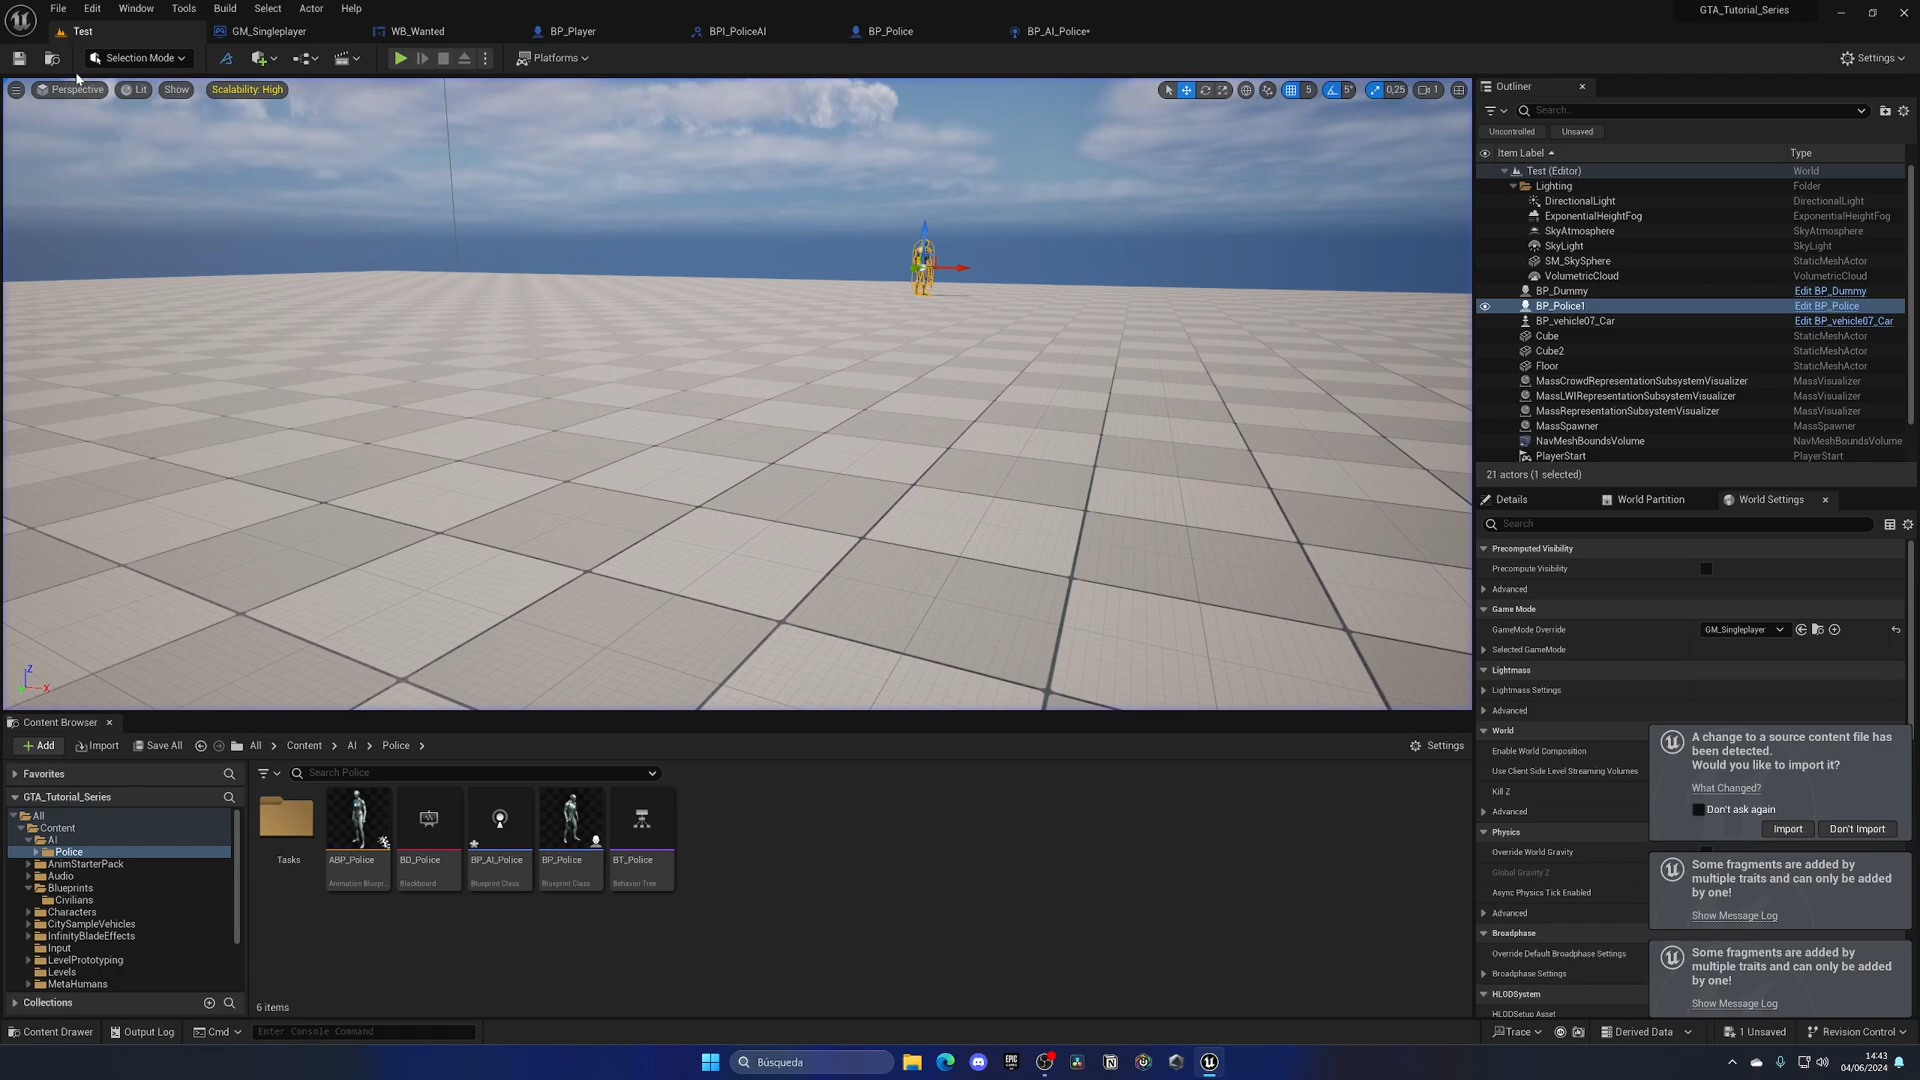 File Edit Window Tools Build Select Actor Help
GTA_Tutorial_Series
Test GM_Singleplayer WB_Wanted BP_Player BPI_PoliceAI BP_Police BP_AI_Police*
Selection Mode Platforms Settings
Perspective Lit Show Scalability: High
5 5° 0,25 1
Z
X
Outliner
Search...
Uncontrolled Unsaved
Item Label Type
Test (Editor) World
Lighting Folder
DirectionalLight DirectionalLight
ExponentialHeightFog ExponentialHeightFog
SkyAtmosphere SkyAtmosphere
SkyLight SkyLight
SM_SkySphere StaticMeshActor
VolumetricCloud VolumetricCloud
BP_Dummy Edit BP_Dummy
BP_Police1 Edit BP_Police
BP_vehicle07_Car Edit BP_vehicle07_Car
Cube StaticMeshActor
Cube2 StaticMeshActor
Floor StaticMeshActor
MassCrowdRepresentationSubsystemVisualizer MassVisualizer
MassLWIRepresentationSubsystemVisualizer MassVisualizer
MassRepresentationSubsystemVisualizer MassVisualizer
MassSpawner MassSpawner
NavMeshBoundsVolume NavMeshBoundsVolume
PlayerStart PlayerStart
21 actors (1 selected)
Details World Partition World Settings
Search
Precomputed Visibility
Precompute Visibility
Advanced
Game Mode
GameMode Override GM_Singleplayer
Selected GameMode
Lightmass
Lightmass Settings
Advanced
World
Enable World Composition
Use Client Side Level Streaming Volumes
Kill Z
Advanced
Physics
Override World Gravity
Global Gravity Z
Async Physics Tick Enabled
Advanced
Broadphase
Override Default Broadphase Settings
Broadphase Settings
HLODSystem
HLODSetup Asset
A change to a source content file has
been detected.
Would you like to import it?
What Changed?
Don't ask again
Import Don't Import
Some fragments are added by
multiple traits and can only be added
by one!
Show Message Log
Some fragments are added by
multiple traits and can only be added
by one!
Show Message Log
Content Browser
Add Import Save All All Content AI Police Settings
Favorites
GTA_Tutorial_Series
All
Content
AI
Police
AnimStarterPack
Audio
Blueprints
Civilians
Characters
CitySampleVehicles
InfinityBladeEffects
Input
LevelPrototyping
Levels
MetaHumans
Collections
Search Police
Tasks
ABP_Police
Animation Bluepr...
BD_Police
Blackboard
BP_AI_Police
Blueprint Class
BP_Police
Blueprint Class
BT_Police
Behavior Tree
6 items
Content Drawer Output Log Cmd Enter Console Command
Trace Derived Data 1 Unsaved Revision Control
Búsqueda
14:43
04/06/2024